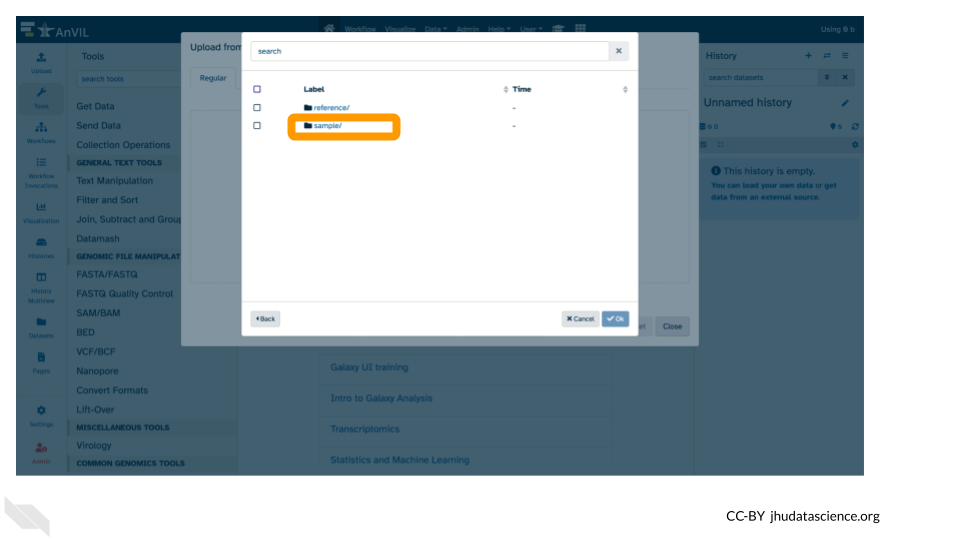 AnVIL
Workflow Visualize Data Admin Help User
Using 0 b
Upload
Tools
Workflows
Workflow
Invocations
Visualization
Histories
History
Multiview
Datasets
Pages
Settings
Admin
Tools
search tools
Get Data
Send Data
Collection Operations
GENERAL TEXT TOOLS
Text Manipulation
Filter and Sort
Join, Subtract and Group
Datamash
GENOMIC FILE MANIPULAT
FASTA/FASTQ
FASTQ Quality Control
SAM/BAM
BED
VCF/BCF
Nanopore
Convert Formats
Lift-Over
MISCELLANEOUS TOOLS
Virology
COMMON GENOMICS TOOLS
Upload from
Regular
search
Label Time
reference/ -
sample/ -
Back
Cancel Ok
Close
Galaxy UI training
Intro to Galaxy Analysis
Transcriptomics
Statistics and Machine Learning
History
search datasets
Unnamed history
This history is empty.
You can load your own data or get
data from an external source.
CC-BY jhudatascience.org